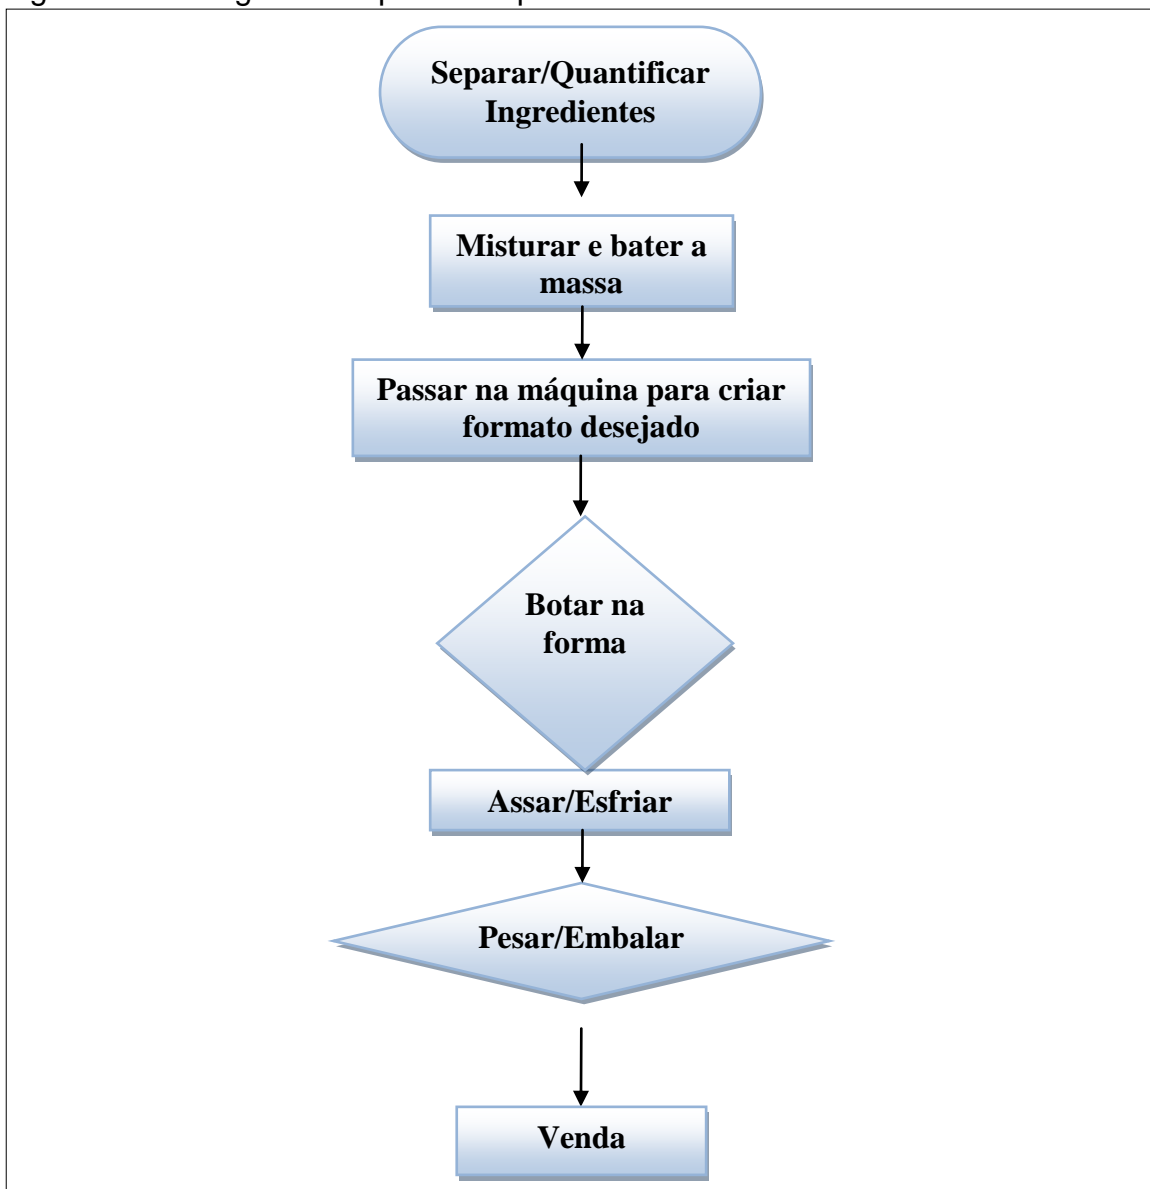 Separar/Quantificar
Ingredientes
Misturar e bater a
massa
Passar na máquina para criar
formato desejado
Botar na
forma
Assar/Esfriar
Pesar/Embalar
Venda